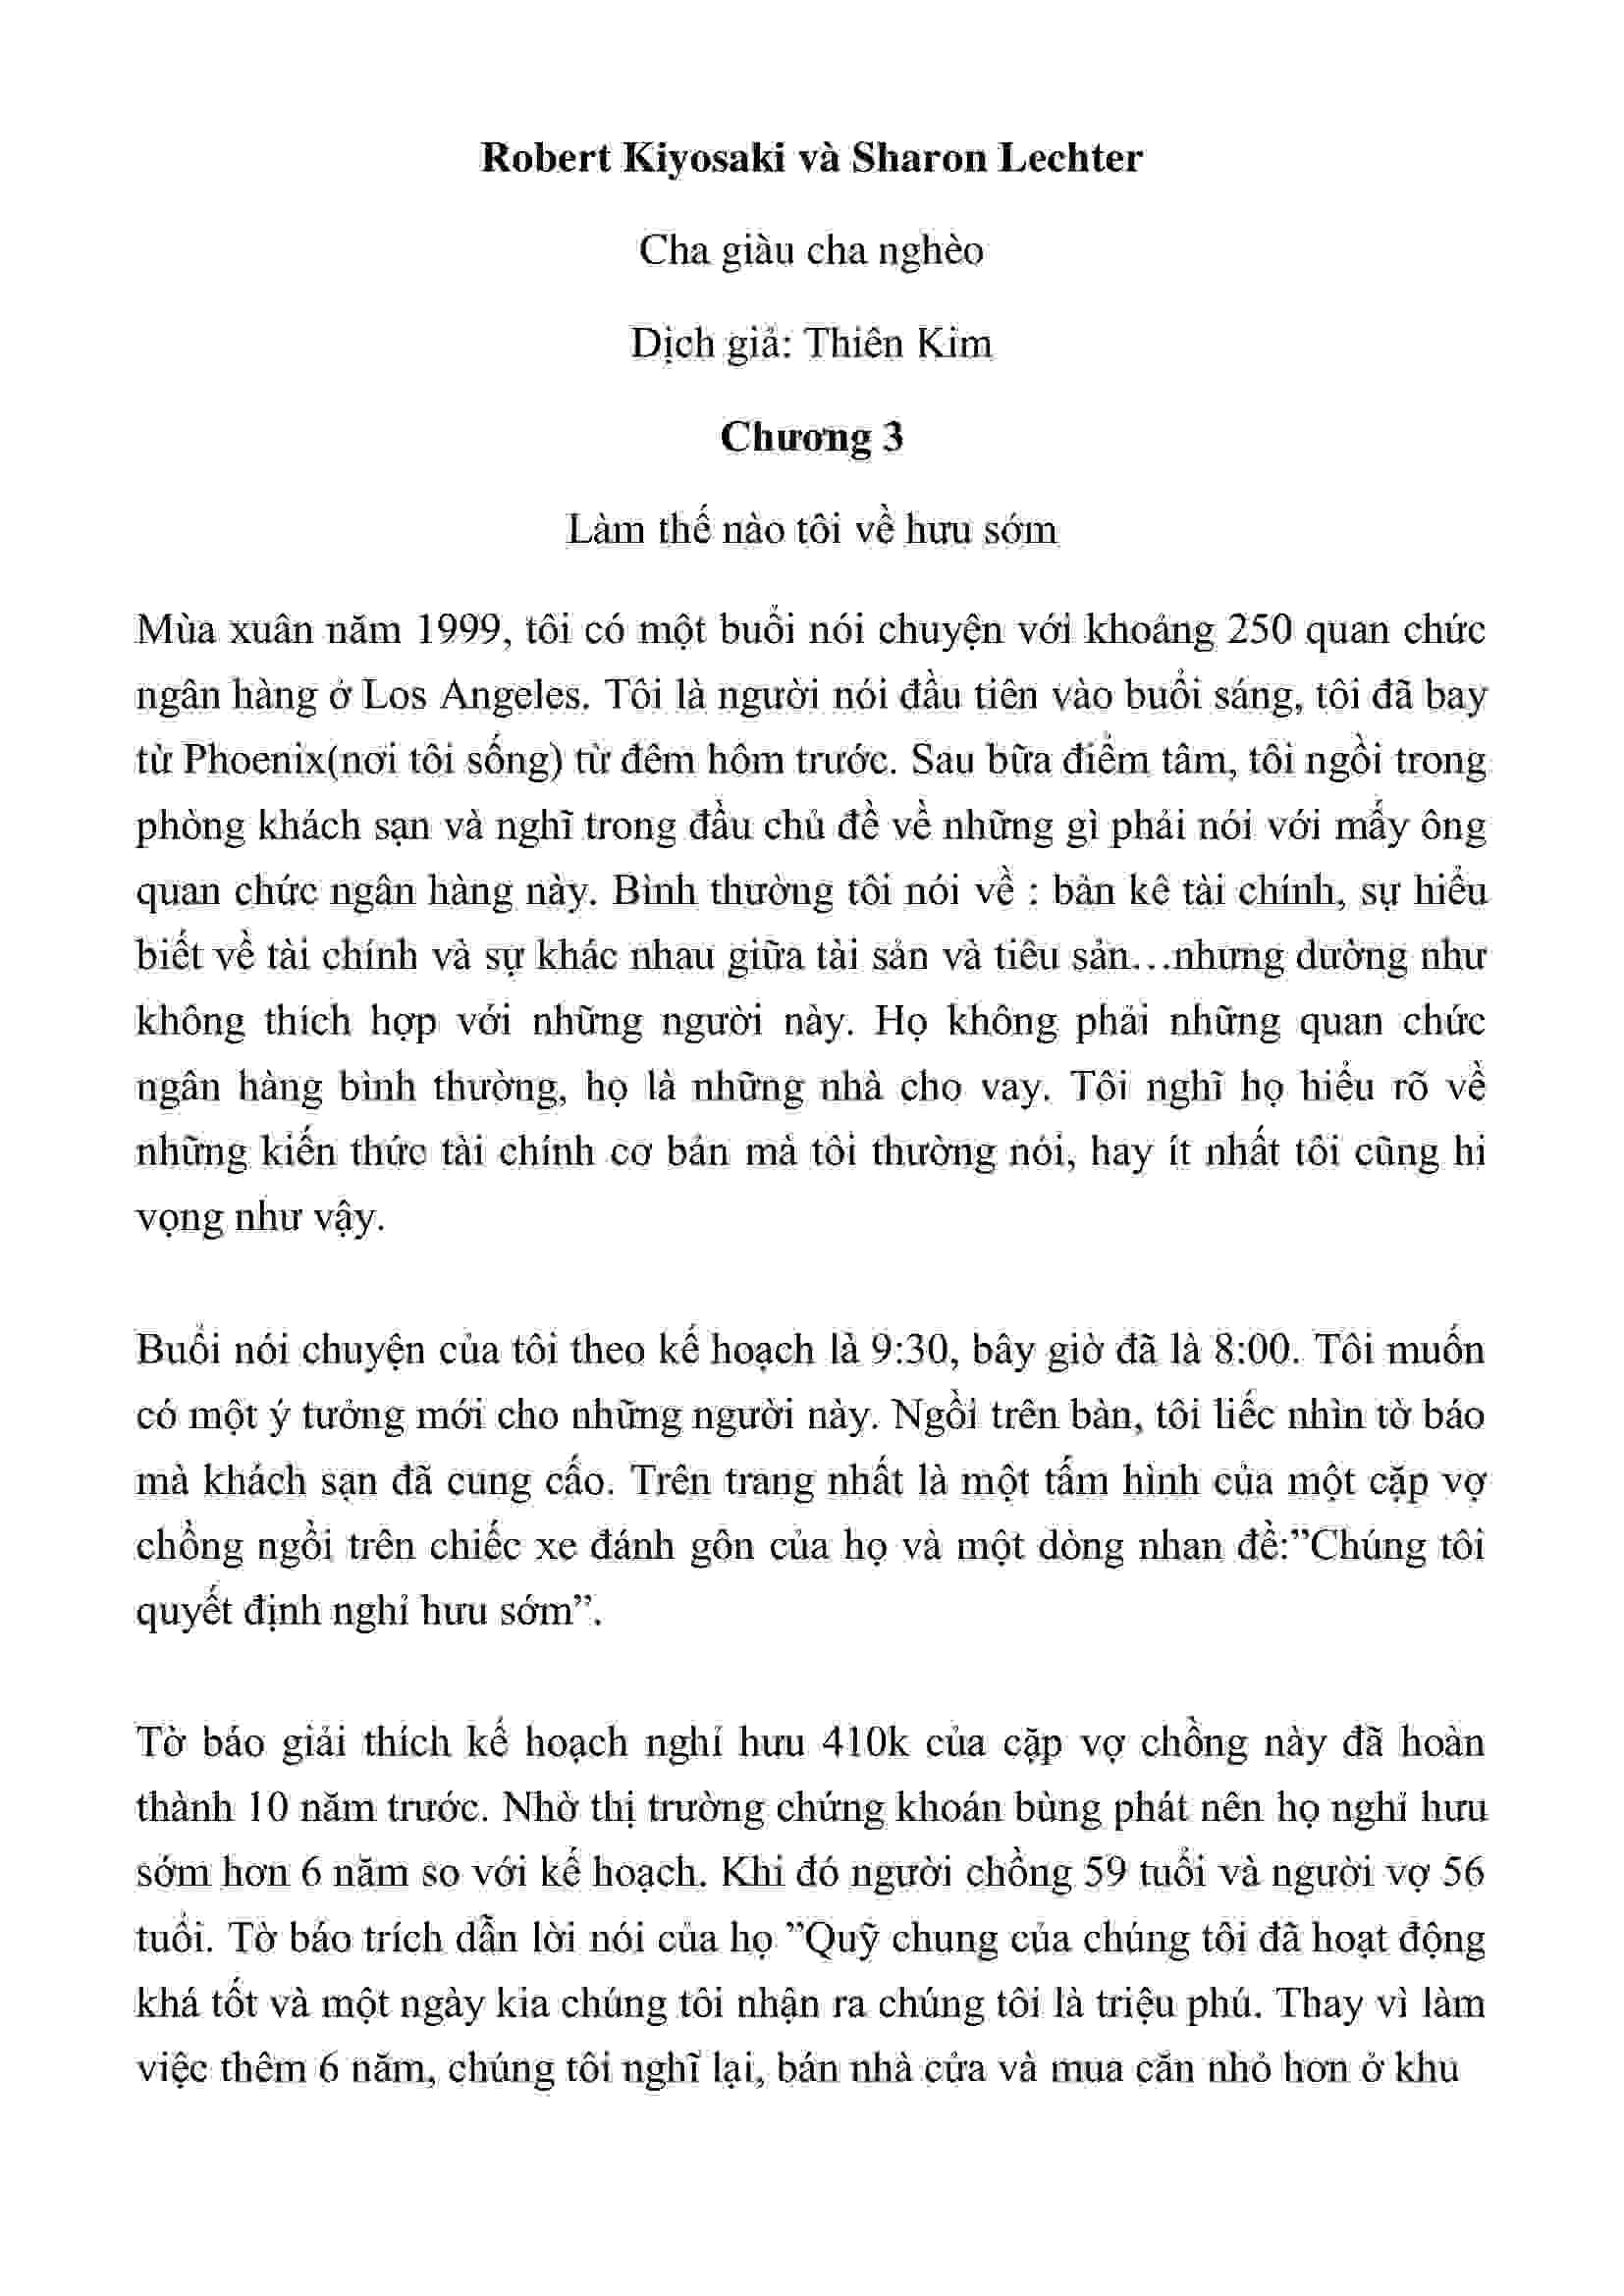 Robert Kiyosaki và Sharon Lechter
Cha giàu cha nghèo
Dịch giả: Thiên Kim
Chương 3
Làm thế nào tôi về hưu sớm
Mùa xuân năm 1999, tôi có một buổi nói chuyện với khoảng 250 quan chức
ngân hàng ở Los Angeles. Tôi là người nói đầu tiên vào buổi sáng, tôi đã bay
từ Phoenix(nơi tôi sống) từ đêm hôm trước. Sau bữa điểm tâm, tôi ngồi trong
phòng khách sạn và nghĩ trong đầu chủ đề về những gì phải nói với mấy ông
quan chức ngân hàng này. Bình thường tôi nói về : bản kê tài chính, sự hiểu
biết về tài chính và sự khác nhau giữa tài sản và tiêu sản…nhưng dường như
không thích hợp với những người này. Họ không phải những quan chức
ngân hàng bình thường, họ là những nhà cho vay. Tôi nghĩ họ hiểu rõ về
những kiến thức tài chính cơ bản mà tôi thường nói, hay ít nhất tôi cũng hi
vọng như vậy.
Buổi nói chuyện của tôi theo kế hoạch là 9:30, bây giờ đã là 8:00. Tôi muốn
có một ý tưởng mới cho những người này. Ngồi trên bàn, tôi liếc nhìn tờ báo
mà khách sạn đã cung cấo. Trên trang nhất là một tấm hình của một cặp vợ
chồng ngồi trên chiếc xe đánh gôn của họ và một dòng nhan đề:”Chúng tôi
quyết định nghỉ hưu sớm”.
Tờ báo giải thích kế hoạch nghỉ hưu 410k của cặp vợ chồng này đã hoàn
thành 10 năm trước. Nhờ thị trường chứng khoán bùng phát nên họ nghỉ hưu
sớm hơn 6 năm so với kế hoạch. Khi đó người chồng 59 tuổi và người vợ 56
tuổi. Tờ báo trích dẫn lời nói của họ ”Quỹ chung của chúng tôi đã hoạt động
khá tốt và một ngày kia chúng tôi nhận ra chúng tôi là triệu phú. Thay vì làm
việc thêm 6 năm, chúng tôi nghĩ lại, bán nhà cửa và mua căn nhỏ hơn ở khu